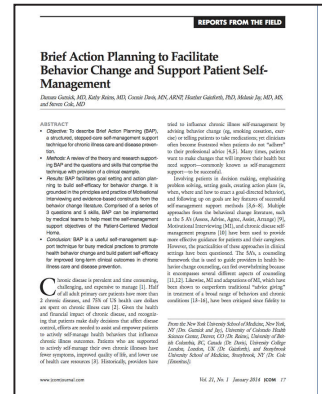 REPORTS FROM THE FIELD
Brief Action Planning to Facilitate
Behavior Change and Support Patient Self-
Management
Damara Gutnick, MD, Kathy Reims, MD, Connie Davis, MN, ARNP, Heather Gainforth, PhD, Melanie Jay, MD, MS,
and Steven Cole, MD
ABSTRACT
• Objective: To describe Brief Action Planning (BAP),
a structured, stepped-care self-management support
technique for chronic illness care and disease preven-
tion.
• Methods: A review of the theory and research support-
ing BAP and the questions and skills that comprise the
technique with provision of a clinical example.
• Results: BAP facilitates goal setting and action plan-
ning to build self-efficacy for behavior change. It is
grounded in the principles and practice of Motivational
Interviewing and evidence-based constructs from the
behavior change literature. Comprised of a series of
3 questions and 5 skills, BAP can be implemented
by medical teams to help meet the self-management
support objectives of the Patient-Centered Medical
Home.
• Conclusion: BAP is a useful self-management sup-
port technique for busy medical practices to promote
health behavior change and build patient self-efficacy
for improved long-term clinical outcomes in chronic
illness care and disease prevention.
Chronic disease is prevalent and time consuming,
challenging, and expensive to manage [1]. Half
of all adult primary care patients have more than
2 chronic diseases, and 75% of US health care dollars
are spent on chronic illness care [2]. Given the health
and financial impact of chronic disease, and recogniz-
ing that patients make daily decisions that affect disease
control, efforts are needed to assist and empower patients
to actively self-manage health behaviors that influence
chronic illness outcomes. Patients who are supported
to actively self-manage their own chronic illnesses have
fewer symptoms, improved quality of life, and lower use
of health care resources [3]. Historically, providers have
tried to influence chronic illness self-management by
advising behavior change (eg, smoking cessation, exer-
cise) or telling patients to take medications; yet clinicians
often become frustrated when patients do not “adhere”
to their professional advice [4,5]. Many times, patients
want to make changes that will improve their health but
need support—commonly known as self-management
support—to be successful.
Involving patients in decision making, emphasizing
problem solving, setting goals, creating action plans (ie,
when, where and how to enact a goal-directed behavior),
and following up on goals are key features of successful
self-management support methods [3,6–8]. Multiple
approaches from the behavioral change literature, such
as the 5 A’s (Assess, Advise, Agree, Assist, Arrange) [9],
Motivational Interviewing (MI), and chronic disease self-
management programs [10] have been used to provide
more effective guidance for patients and their caregivers.
However, the practicalities of these approaches in clinical
settings have been questioned. The 5A’s, a counseling
framework that is used to guide providers in health be-
havior change counseling, can feel overwhelming because
it encompasses several different aspects of counseling
[11,12]. Likewise, MI and adaptations of MI, which have
been shown to outperform traditional “advice giving”
in treatment of a broad range of behaviors and chronic
conditions [13–16], have been critiqued since fidelity to
From the New York University School of Medicine, New York,
NY (Drs. Gutnick and Jay), University of Colorado Health
Sciences Center, Denver, CO (Dr. Reims), University of Brit-
ish Columbia, BC, Canada (Dr. Davis), University College
London, London, UK (Dr. Gainforth), and Stonybrook
University School of Medicine, Stonybrook, NY (Dr. Cole
[Emeritus]).
www.jcomjournal.com
Vol. 21, No. 1 January 2014 JCOM 17